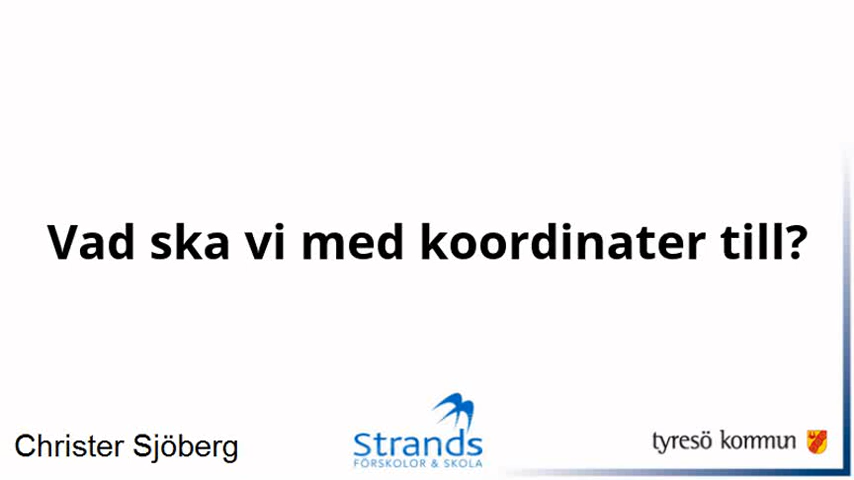 Vad ska vi med koordinater till?
Christer Sjöberg
Strands
FÖRSKOLOR & SKOLA
tyresö kommun